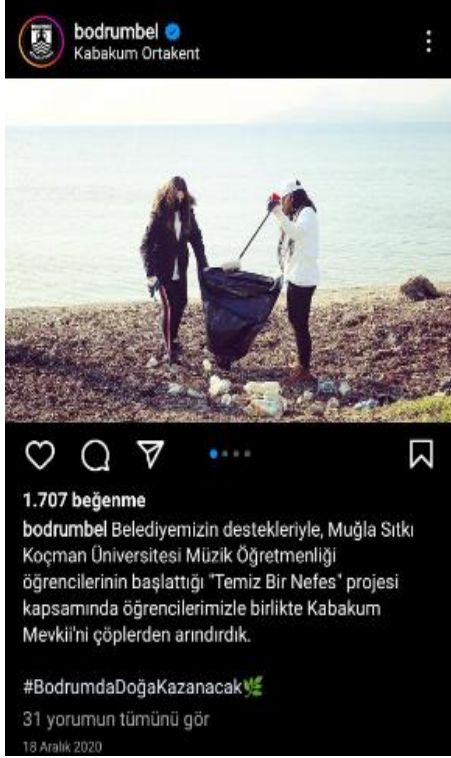 bodrumbel
Kabakum Ortakent
1.707 beğenme
bodrumbel Belediyemizin destekleriyle, Muğla Sıtkı
Koçman Üniversitesi Müzik Öğretmenliği
öğrencilerinin başlattığı "Temiz Bir Nefes" projesi
kapsamında öğrencilerimizle birlikte Kabakum
Mevkii'ni çöplerden arındırdık.
#BodrumdaDoğaKazanacak🌿
31 yorumun tümünü gör
18 Aralık 2020